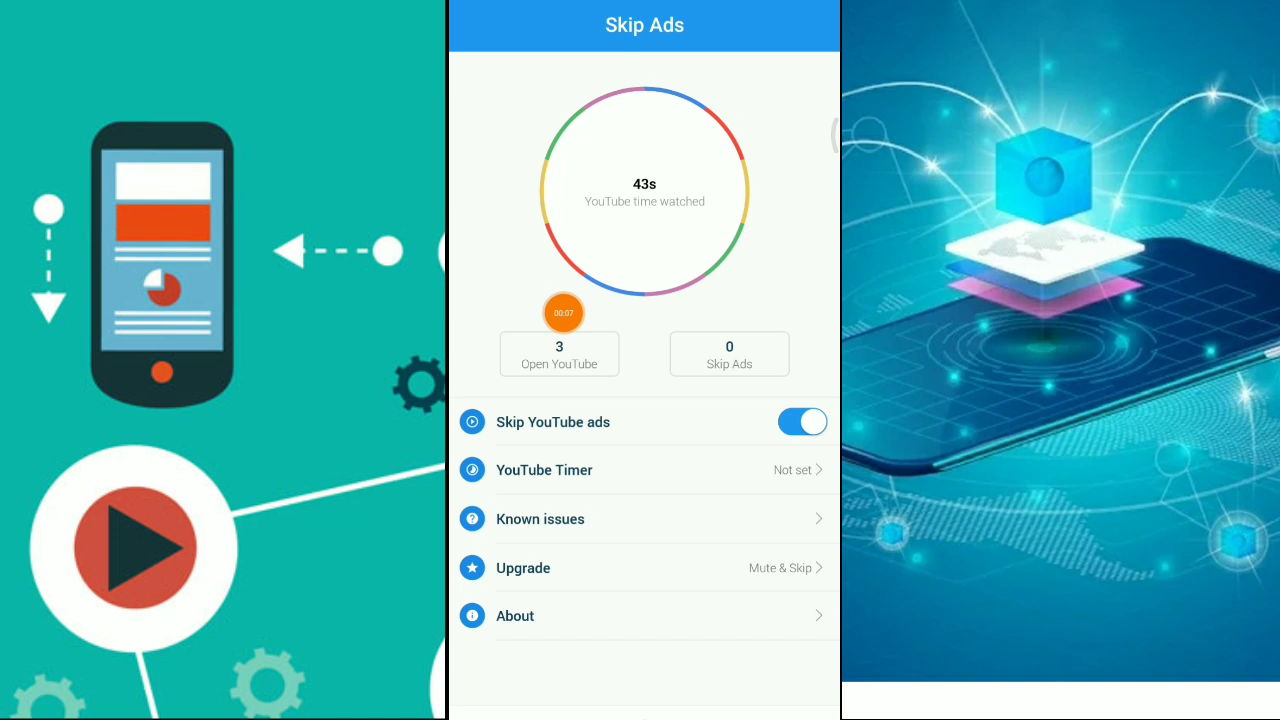 Skip Ads
43s
YouTube time watched
00:07
3
Open YouTube
0
Skip Ads
Skip YouTube ads
YouTube Timer
Not set
Known issues
Upgrade
Mute & Skip
About